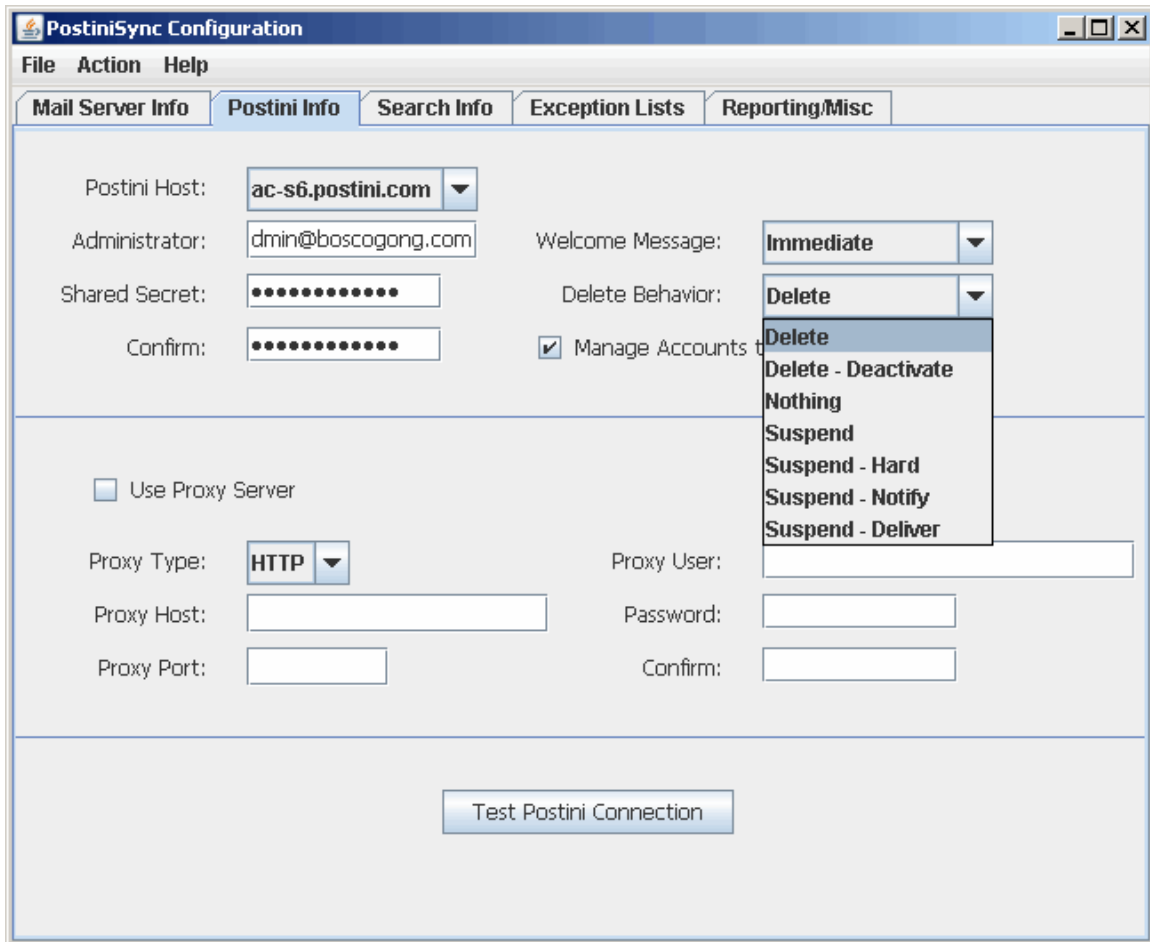 PostiniSync Configuration
File Action Help
Mail Server Info Postini Info Search Info Exception Lists Reporting/Misc
Postini Host: ac-s6.postini.com
Administrator: dmin@boscogong.com Welcome Message: Immediate
Shared Secret: •••••••••••• Delete Behavior: Delete
Confirm: •••••••••••• Manage Accounts t
Delete
Delete - Deactivate
Nothing
Suspend
Suspend - Hard
Suspend - Notify
Suspend - Deliver
Use Proxy Server
Proxy Type: HTTP Proxy User:
Proxy Host: Password:
Proxy Port: Confirm:
Test Postini Connection